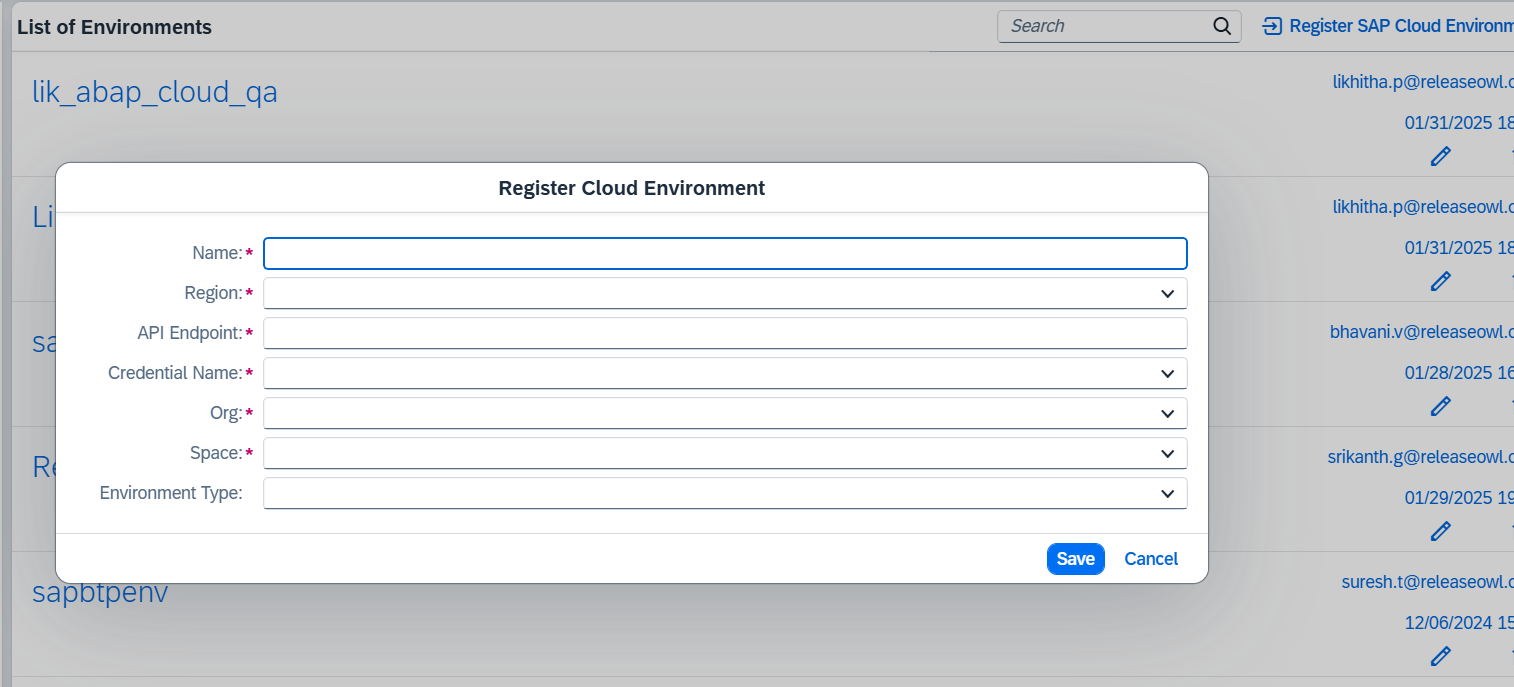 List of Environments
Search
Register SAP Cloud Environm
lik_abap_cloud_qa
likhitha.p@releaseowl.c
01/31/2025 18
Register Cloud Environment
Li
likhitha.p@releaseowl.c
Name:*
01/31/2025 18
Region:*
API Endpoint:*
sa
bhavani.v@releaseowl.c
Credential Name:*
01/28/2025 16
Org:*
Space:*
Re
srikanth.g@releaseowl.c
Environment Type:
01/29/2025 19
Save
Cancel
sapbtpenv
suresh.t@releaseowl.c
12/06/2024 15